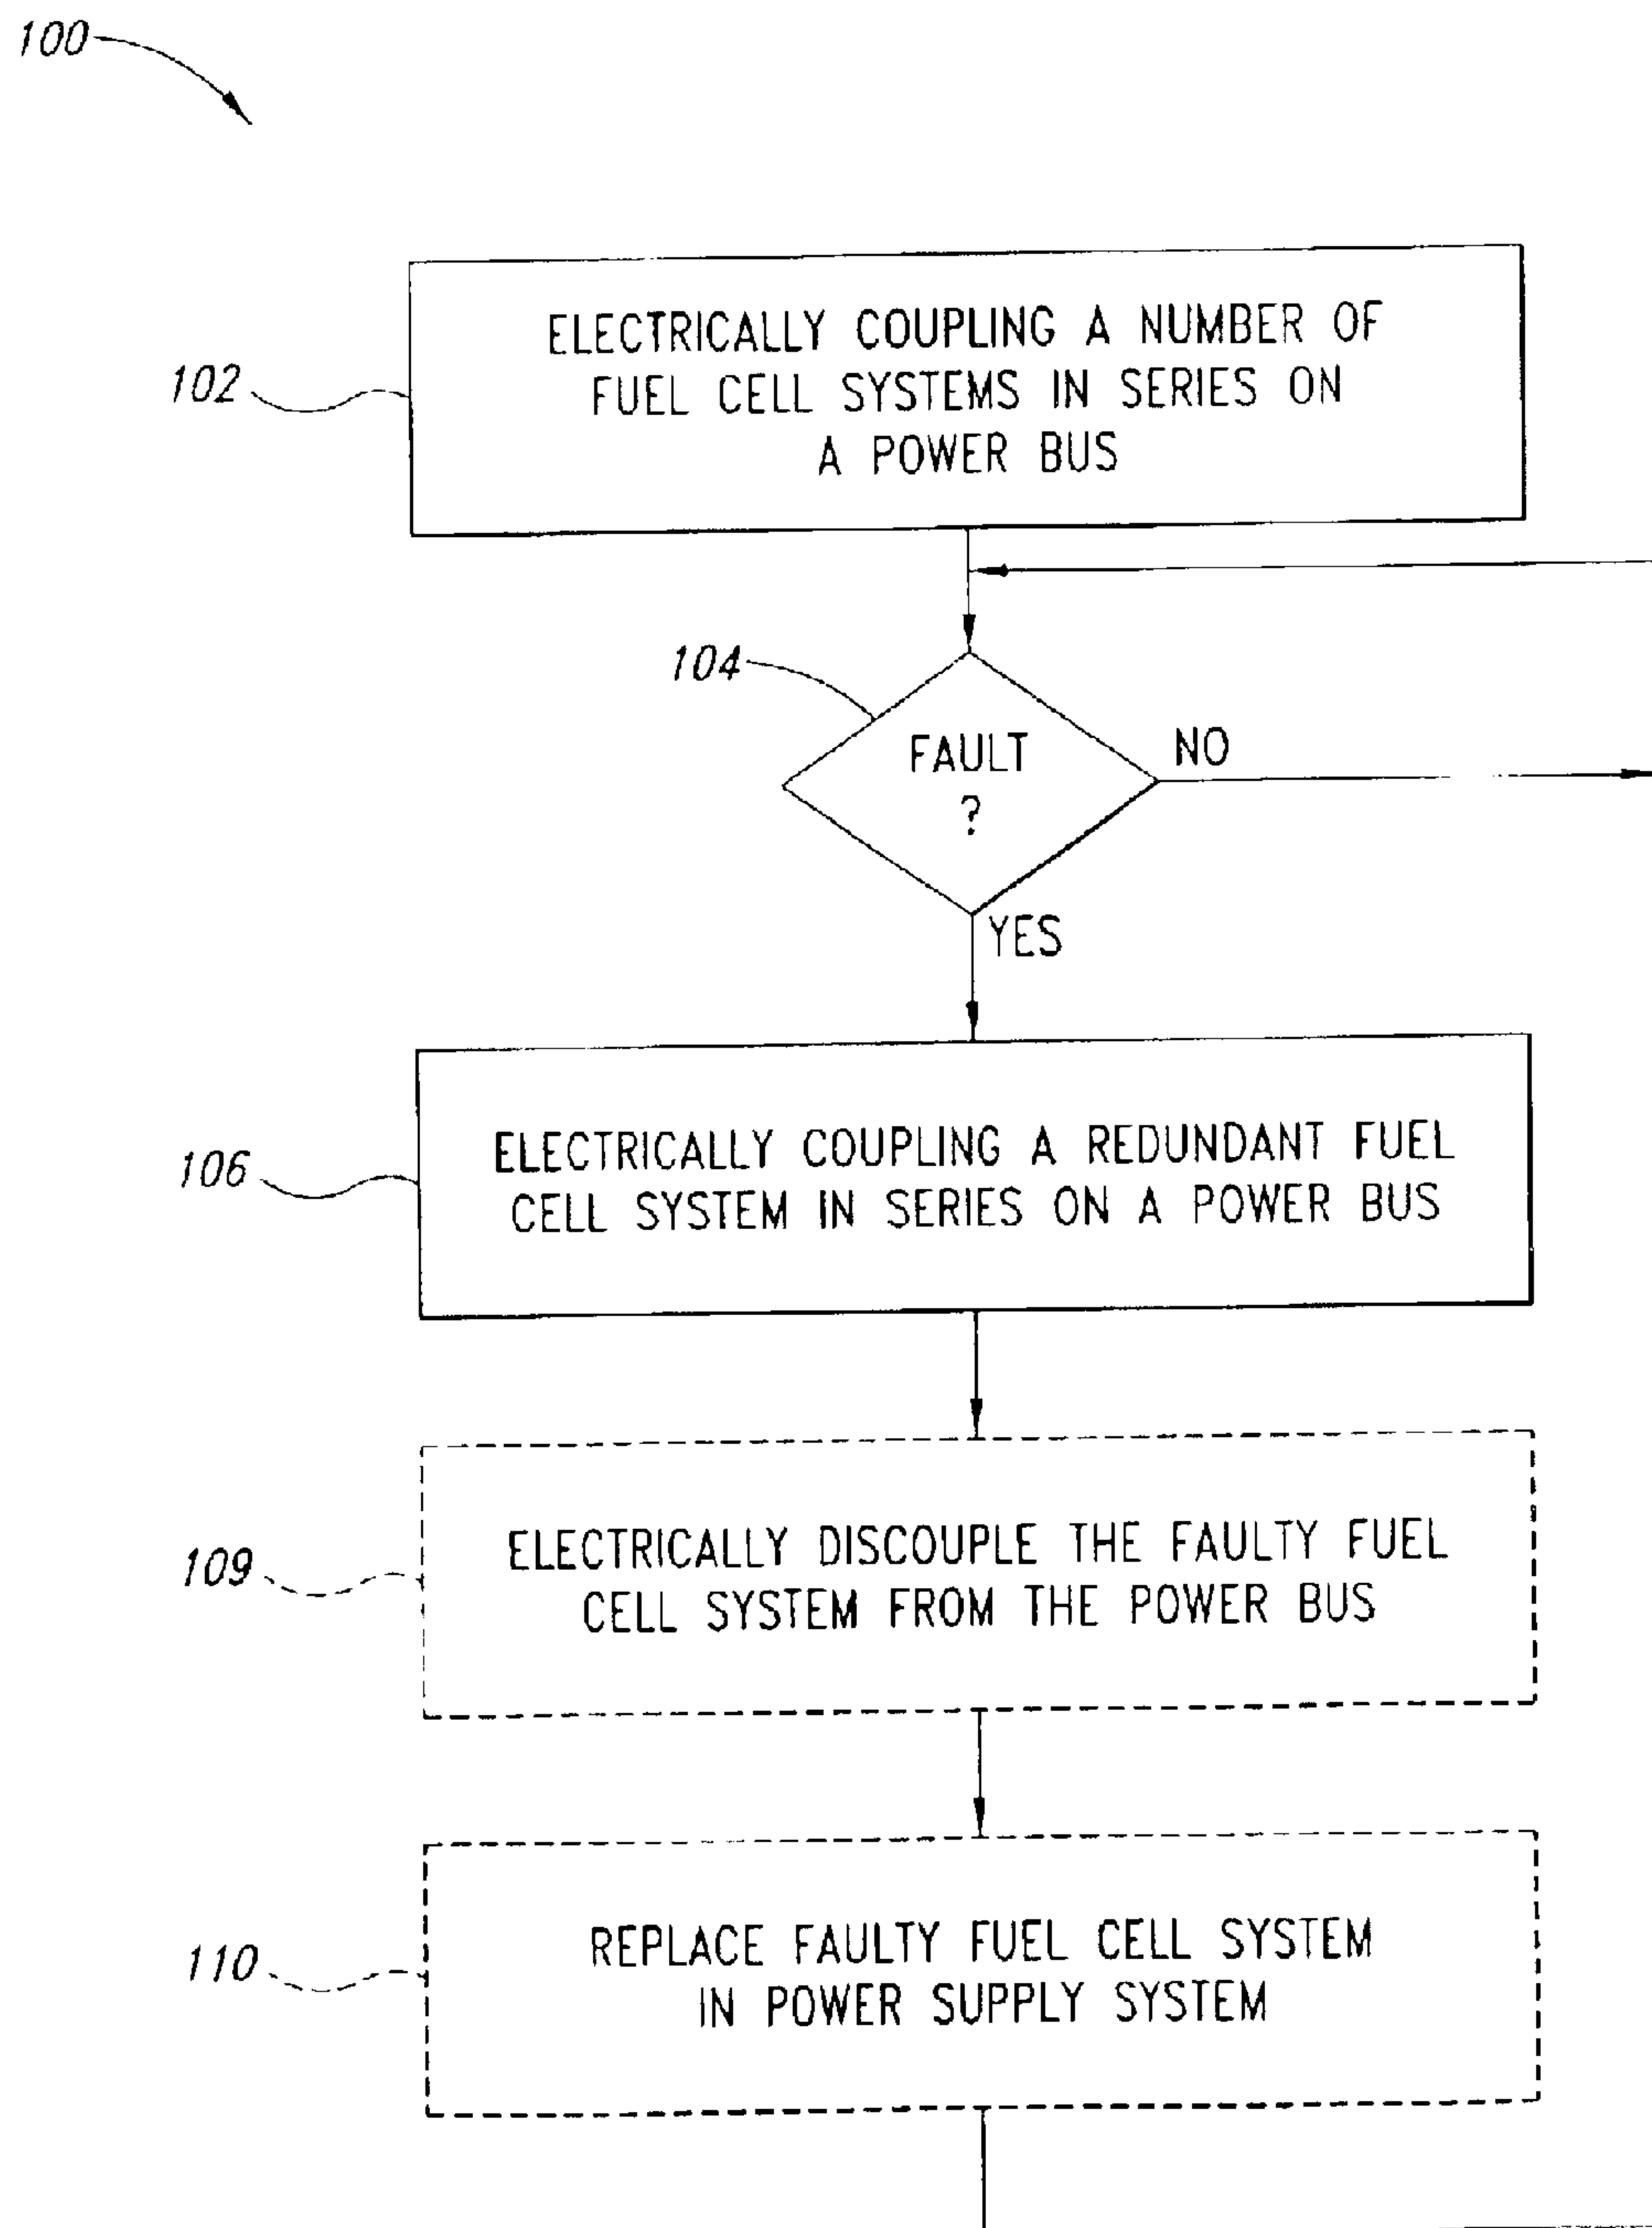 100
102
ELECTRICALLY COUPLING A NUMBER OF
FUEL CELL SYSTEMS IN SERIES ON
A POWER BUS
104
FAULT
?
NO
YES
106
ELECTRICALLY COUPLING A REDUNDANT FUEL
CELL SYSTEM IN SERIES ON A POWER BUS
109
ELECTRICALLY DISCOUPLE THE FAULTY FUEL
CELL SYSTEM FROM THE POWER BUS
110
REPLACE FAULTY FUEL CELL SYSTEM
IN POWER SUPPLY SYSTEM